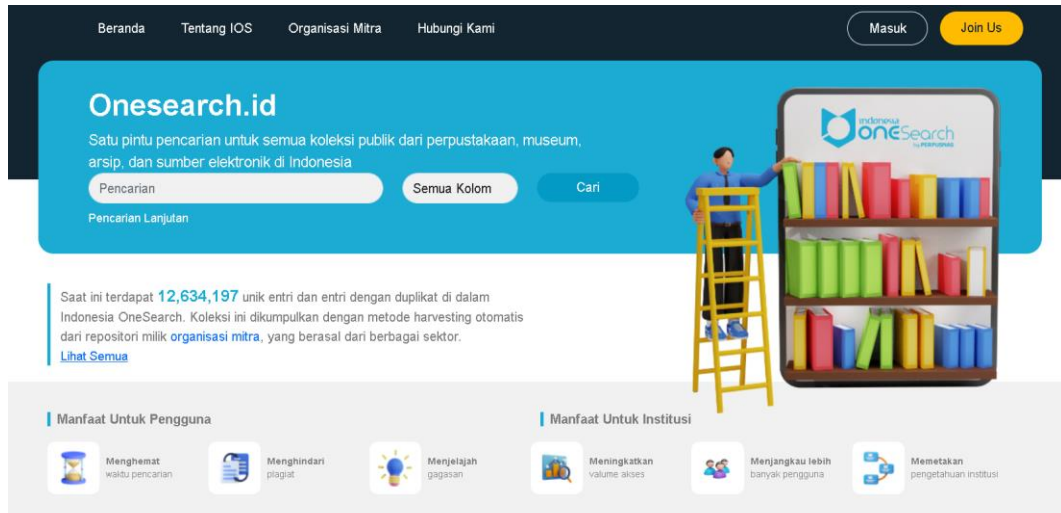 Beranda Tentang IOS Organisasi Mitra Hubungi Kami Masuk Join Us
Onesearch.id
Satu pintu pencarian untuk semua koleksi publik dari perpustakaan, museum,
arsip, dan sumber elektronik di Indonesia
Pencarian Semua Kolom Cari
Pencarian Lanjutan
indonesia
OneSearch
by PERPUSNAS
Saat ini terdapat 12,634,197 unik entri dan entri dengan duplikat di dalam
Indonesia OneSearch. Koleksi ini dikumpulkan dengan metode harvesting otomatis
dari repositori milik organisasi mitra, yang berasal dari berbagai sektor.
Lihat Semua
Manfaat Untuk Pengguna
Menghemat
waktu pencarian
Menghindari
plagiat
Menjelajah
gagasan
Manfaat Untuk Institusi
Meningkatkan
valume akses
Menjangkau lebih
banyak pengguna
Memetakan
pengetahuan institusi